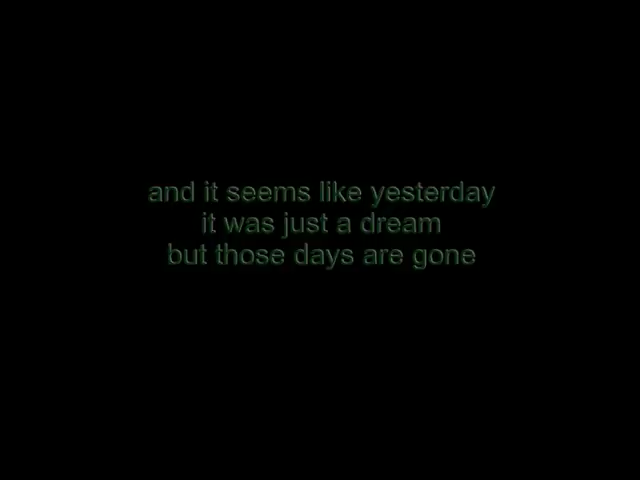 and it seems like yesterday
it was just a dream
but those days are gone